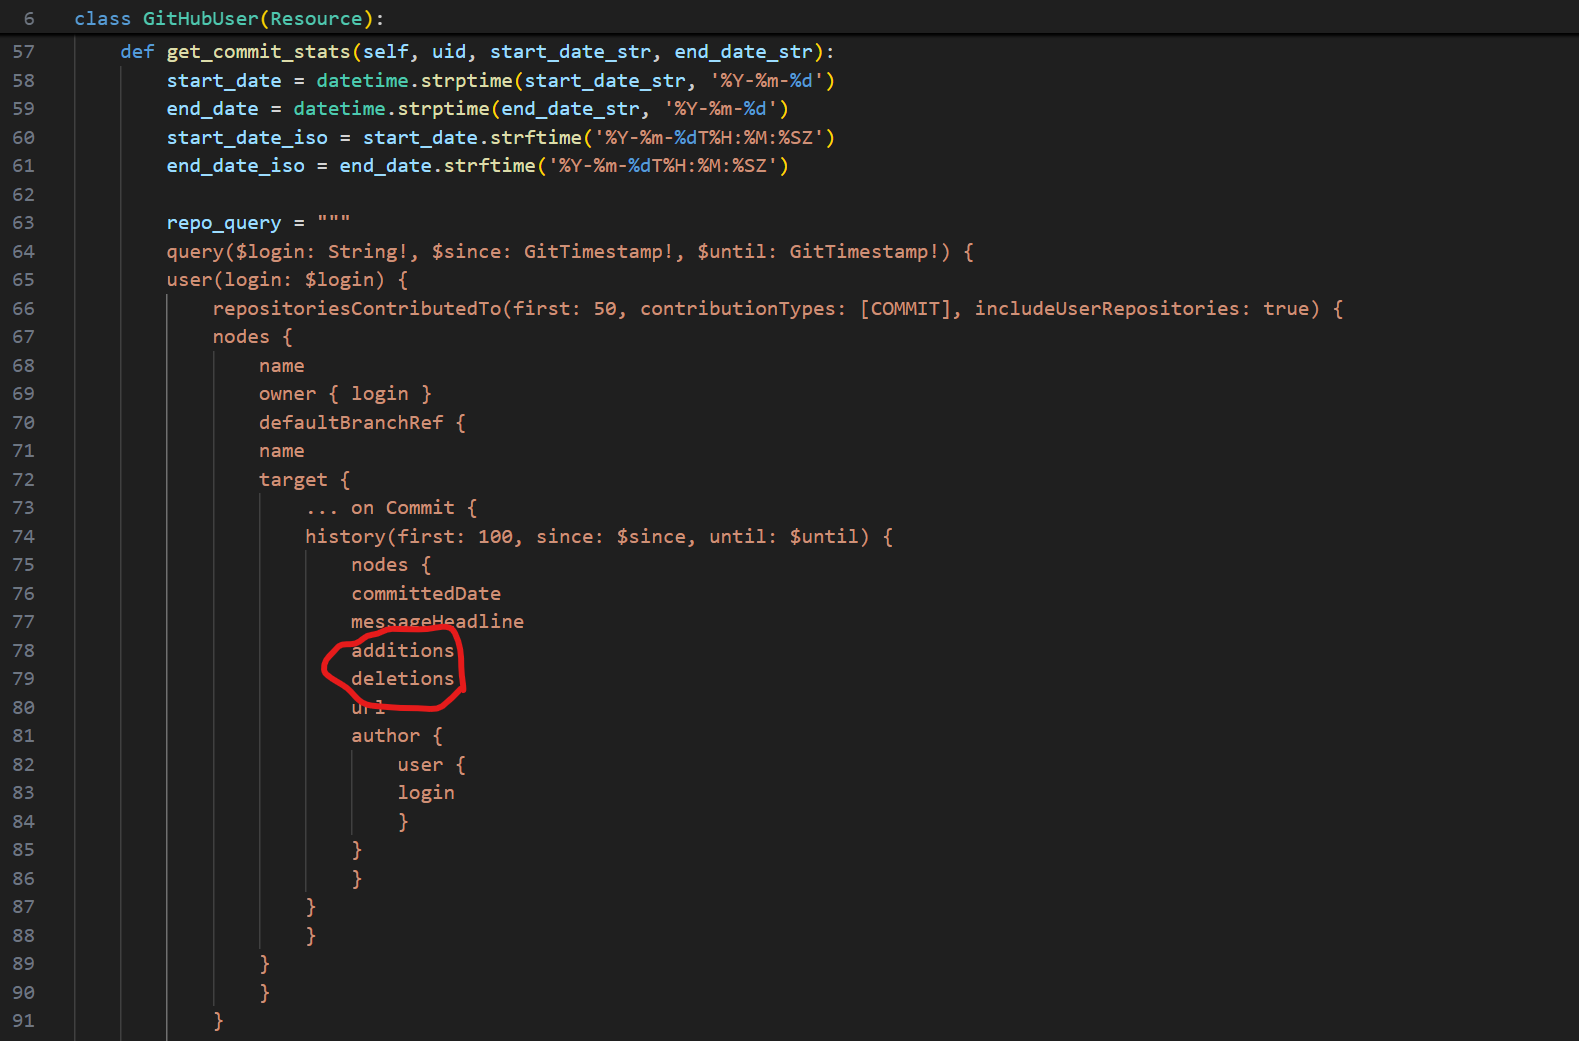 6 class GitHubUser(Resource):
57 def get_commit_stats(self, uid, start_date_str, end_date_str):
58 start_date = datetime.strptime(start_date_str, '%Y-%m-%d')
59 end_date = datetime.strptime(end_date_str, '%Y-%m-%d')
60 start_date_iso = start_date.strftime('%Y-%m-%dT%H:%M:%SZ')
61 end_date_iso = end_date.strftime('%Y-%m-%dT%H:%M:%SZ')
62
63 repo_query = """
64 query($login: String!, $since: GitTimestamp!, $until: GitTimestamp!) {
65 user(login: $login) {
66 repositoriesContributedTo(first: 50, contributionTypes: [COMMIT], includeUserRepositories: true) {
67 nodes {
68 name
69 owner { login }
70 defaultBranchRef {
71 name
72 target {
73 ... on Commit {
74 history(first: 100, since: $since, until: $until) {
75 nodes {
76 committedDate
77 messageHeadline
78 additions
79 deletions
80 url
81 author {
82 user {
83 login
84 }
85 }
86 }
87 }
88 }
89 }
90 }
91 }